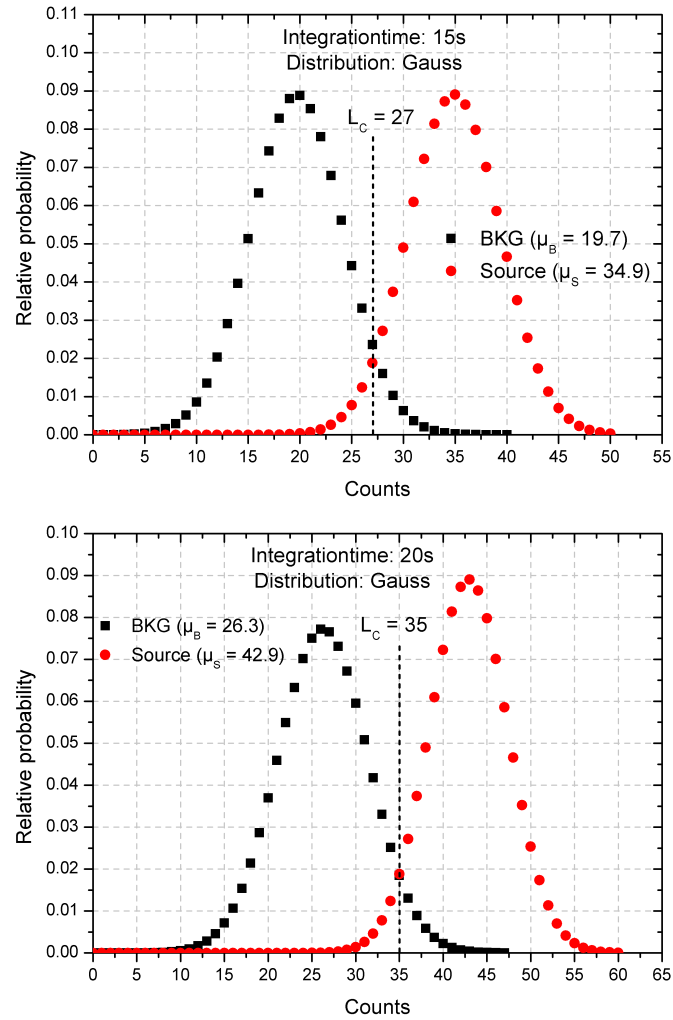 0.11
0.10
0.09
0.08
0.07
0.06
0.05
0.04
0.03
0.02
0.01
0.00
Relative probability
Integrationtime: 15s
Distribution: Gauss
L_C = 27
BKG (μ_B = 19.7)
Source (μ_S = 34.9)
0 5 10 15 20 25 30 35 40 45 50 55
Counts
0.10
0.09
0.08
0.07
0.06
0.05
0.04
0.03
0.02
0.01
0.00
Relative probability
Integrationtime: 20s
Distribution: Gauss
BKG (μ_B = 26.3)
L_C = 35
Source (μ_S = 42.9)
0 5 10 15 20 25 30 35 40 45 50 55 60 65
Counts